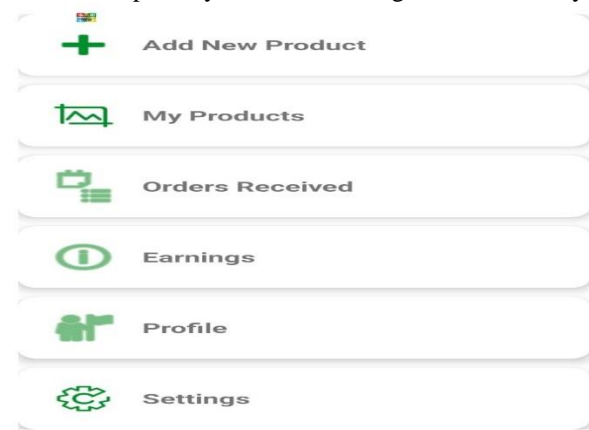 Add New Product
My Products
Orders Received
Earnings
Profile
Settings